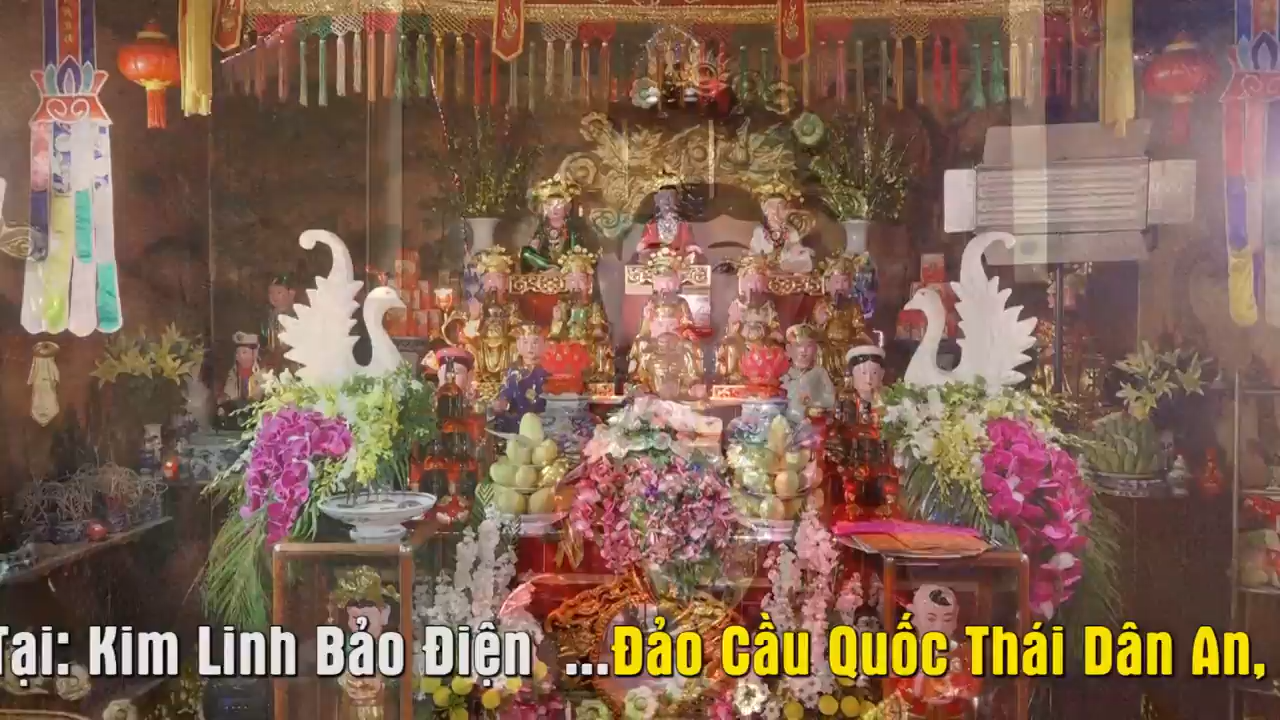 Tại: Kim Linh Bảo Điện ...Đảo Cầu Quốc Thái Dân An,